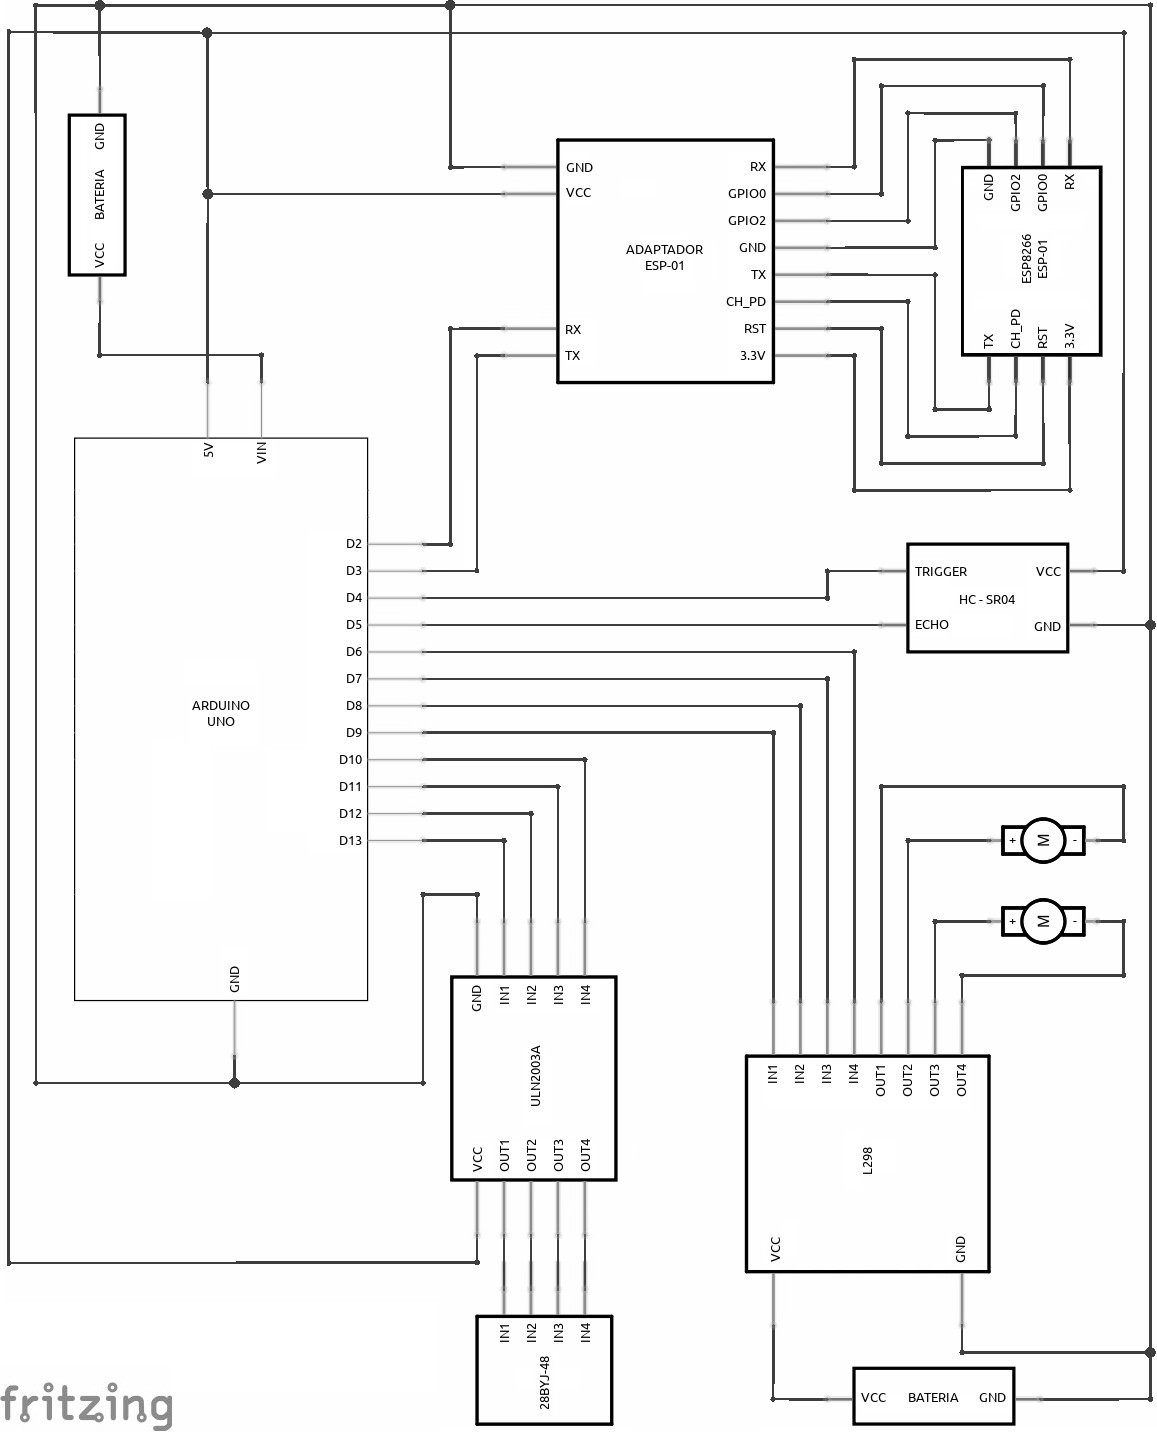 GND
BATERIA
VCC
GND
VCC
ADAPTADOR
ESP-01
RX
TX
RX
GPIO0
GPIO2
GND
TX
CH_PD
RST
3.3V
GND
GPIO2
GPIO0
RX
ESP8266
ESP-01
TX
CH_PD
RST
3.3V
5V
VIN
ARDUINO
UNO
D2
D3
D4
D5
D6
D7
D8
D9
D10
D11
D12
D13
GND
TRIGGER
VCC
HC - SR04
ECHO
GND
+ M -
+ M -
GND
IN1
IN2
IN3
IN4
ULN2003A
VCC
OUT1
OUT2
OUT3
OUT4
IN1
IN2
IN3
IN4
OUT1
OUT2
OUT3
OUT4
L298
VCC
GND
IN1
IN2
IN3
IN4
28BYJ-48
VCC BATERIA GND
fritzing